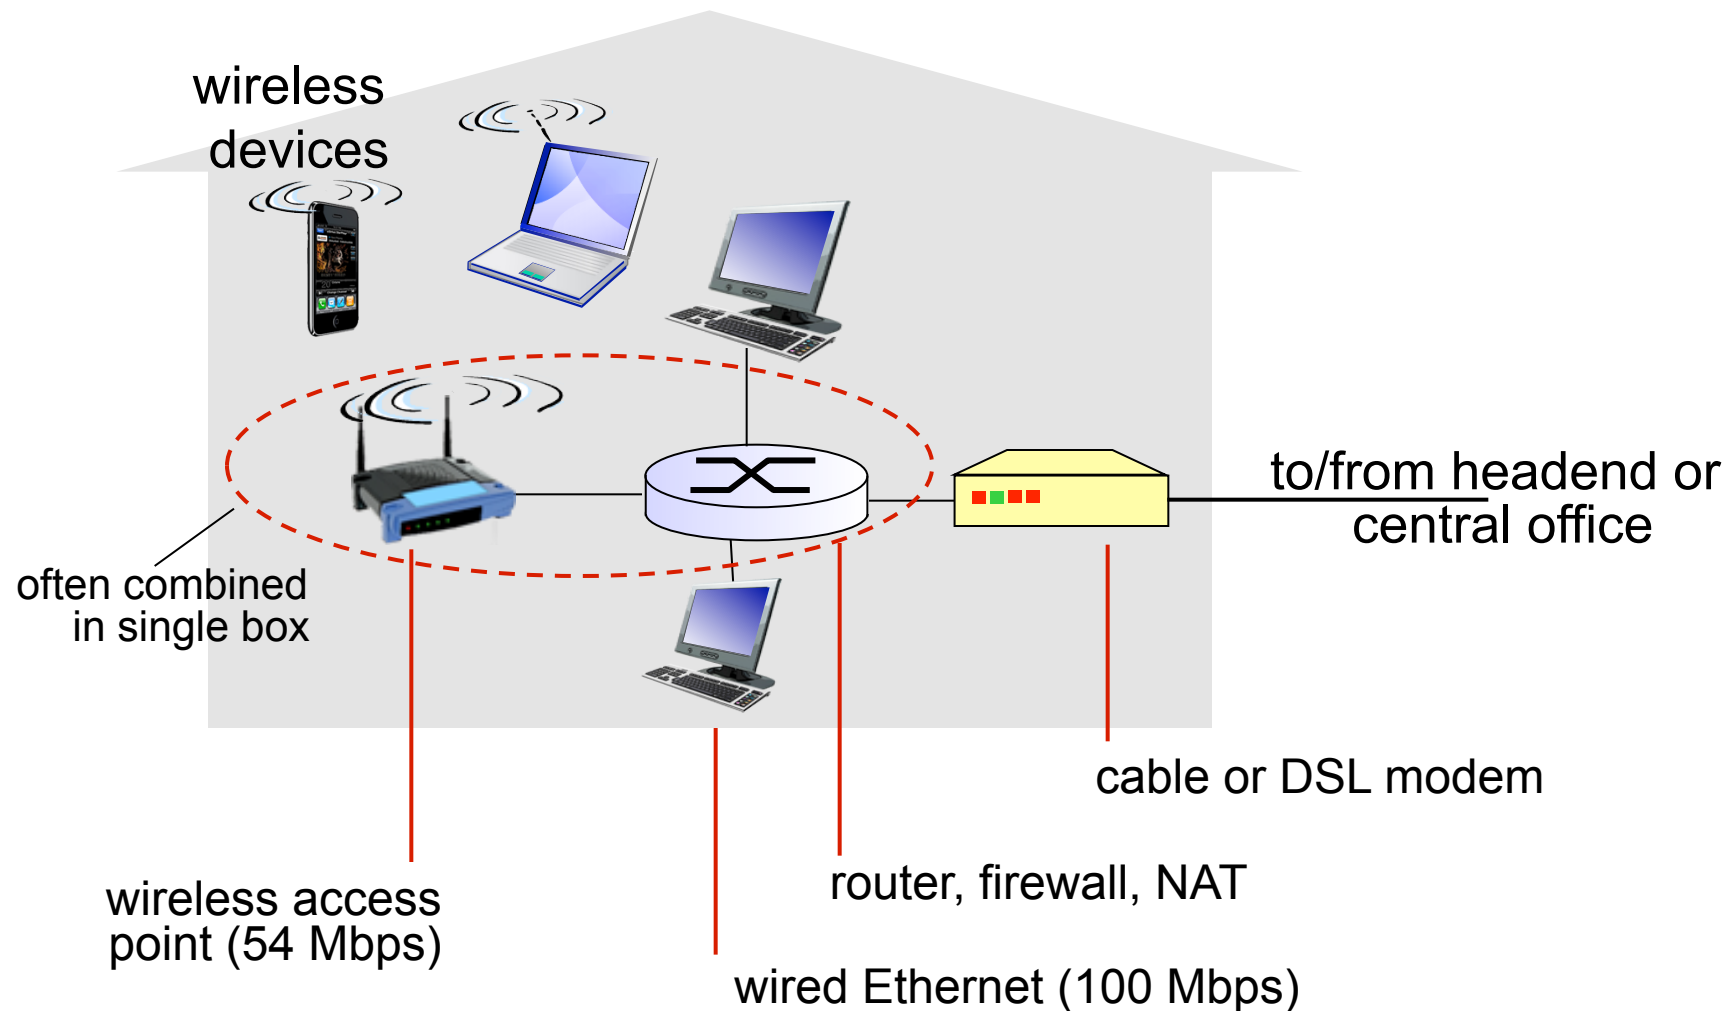 wireless
devices
to/from headend or
central office
often combined
in single box
cable or DSL modem
router, firewall, NAT
wireless access
point (54 Mbps)
wired Ethernet (100 Mbps)